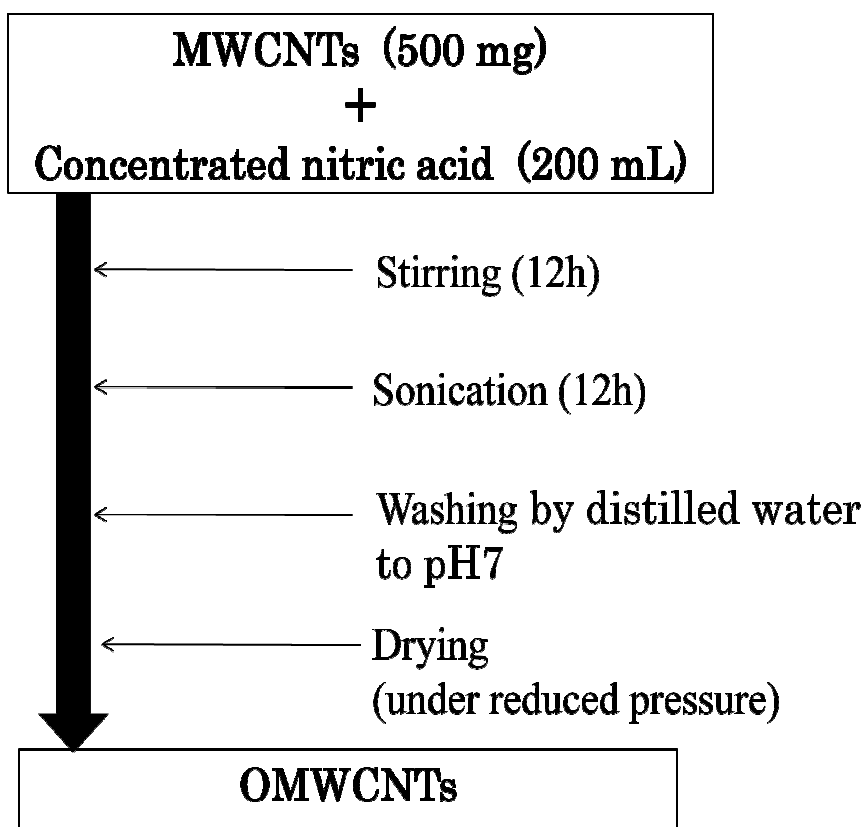 MWCNTs (500 mg)
+
Concentrated nitric acid (200 mL)
Stirring (12h)
Sonication (12h)
Washing by distilled water
to pH7
Drying
(under reduced pressure)
OMWCNTs